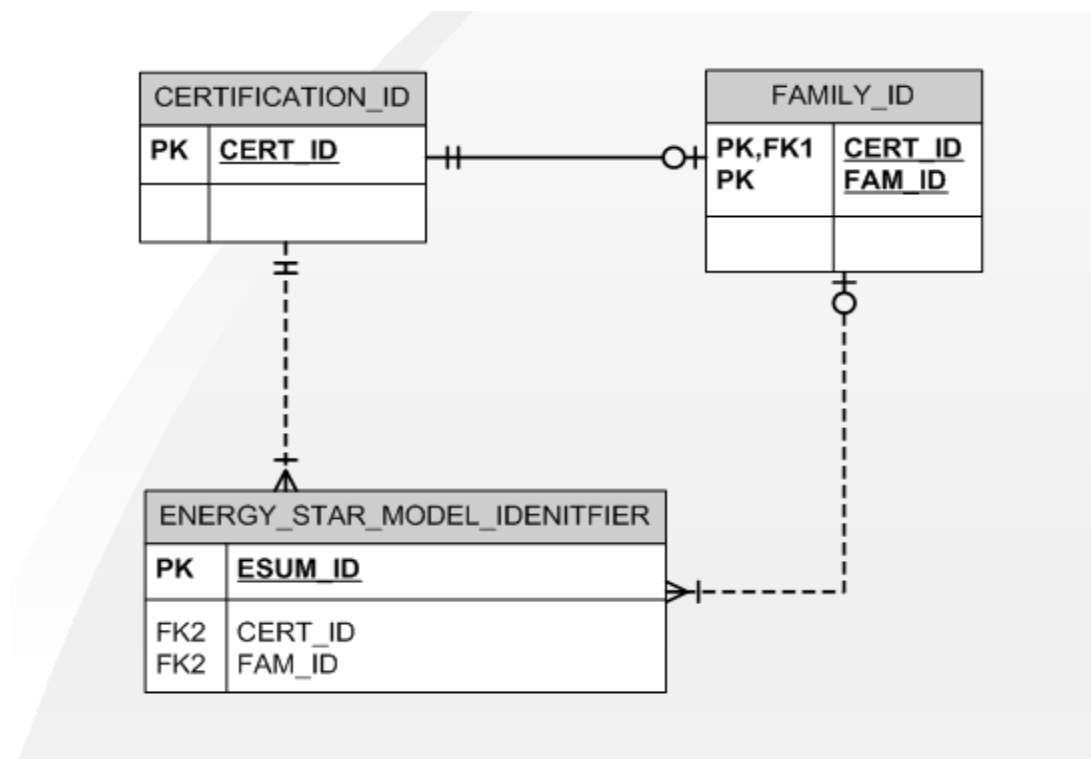 CERTIFICATION_ID
PK CERT_ID
FAMILY_ID
PK,FK1 CERT_ID
PK FAM_ID
ENERGY_STAR_MODEL_IDENITFIER
PK ESUM_ID
FK2 CERT_ID
FK2 FAM_ID